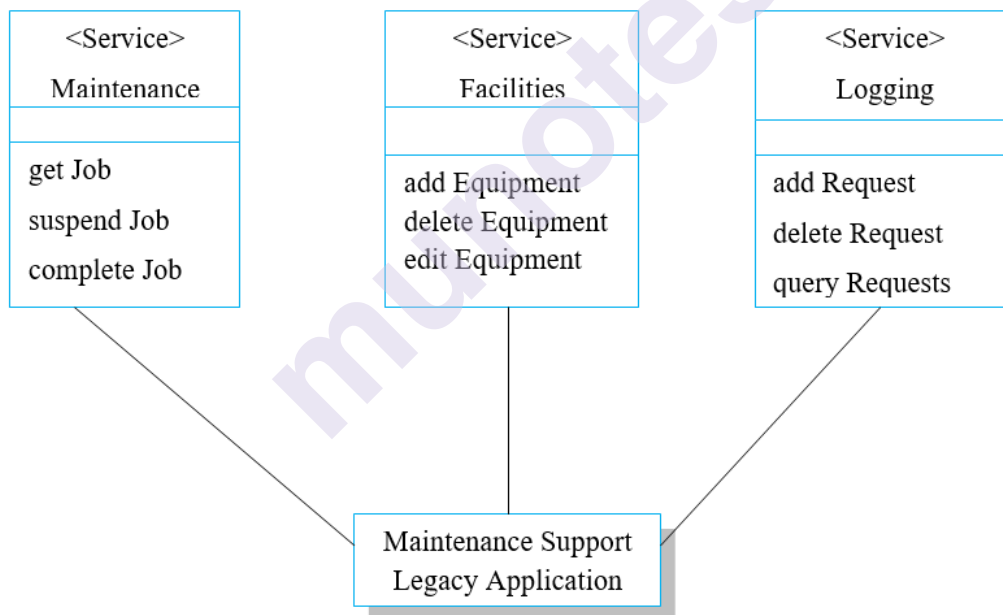 <Service>
Maintenance
get Job
suspend Job
complete Job
<Service>
Facilities
add Equipment
delete Equipment
edit Equipment
<Service>
Logging
add Request
delete Request
query Requests
Maintenance Support
Legacy Application
munotes